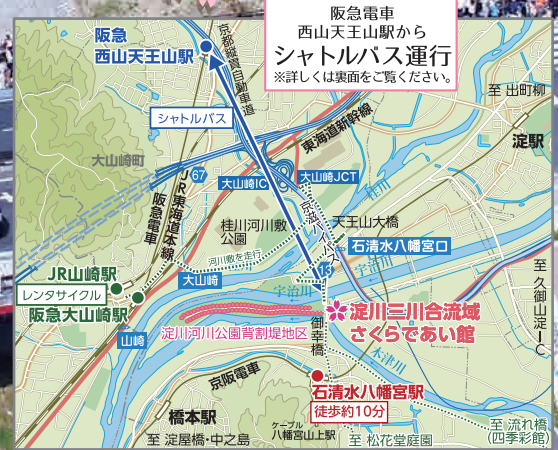 阪急電車
西山天王山駅から
シャトルバス運行
※詳しくは裏面をご覧ください。
阪急
西山天王山駅
京都縦貫自動車道
至 出町柳
シャトルバス
東海道新幹線
淀駅
大山崎町
67
大山崎IC
大山崎JCT
桂川
JR東海道本線
阪急電車
京滋バイパス
桂川河川敷
公園
天王山大橋
石清水八幡宮口
河川敷を走行
13
宇治川
至 久御山淀IC
JR山崎駅
レンタサイクル
阪急大山崎駅
大山崎
宇治川
淀川三川合流域
さくらであい館
山崎
淀川河川公園背割堤地区
御幸橋
木津川
京阪電車
石清水八幡宮駅
徒歩約10分
橋本駅
ケーブル
八幡宮山上駅
至 流れ橋
(四季彩館)
至 淀屋橋・中之島
至 松花堂庭園